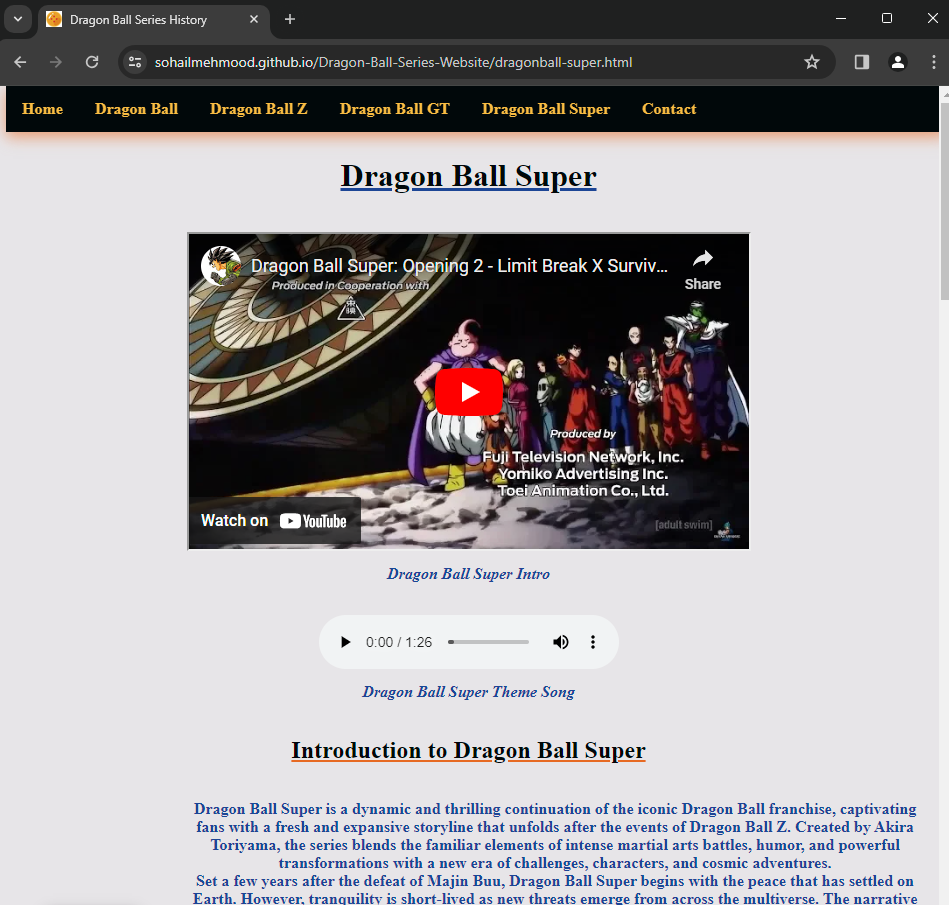 Dragon Ball Series History
sohailmehmood.github.io/Dragon-Ball-Series-Website/dragonball-super.html
Home Dragon Ball Dragon Ball Z Dragon Ball GT Dragon Ball Super Contact
Dragon Ball Super
Dragon Ball Super: Opening 2 - Limit Break X Surviv...
Share
Produced in Cooperation with
Produced by
Fuji Television Network, Inc.
Yomiko Advertising Inc.
Toei Animation Co., Ltd.
[adult swim]
Watch on YouTube
Dragon Ball Super Intro
0:00 / 1:26
Dragon Ball Super Theme Song
Introduction to Dragon Ball Super
Dragon Ball Super is a dynamic and thrilling continuation of the iconic Dragon Ball franchise, captivating
fans with a fresh and expansive storyline that unfolds after the events of Dragon Ball Z. Created by Akira
Toriyama, the series blends the familiar elements of intense martial arts battles, humor, and powerful
transformations with a new era of challenges, characters, and cosmic adventures.
Set a few years after the defeat of Majin Buu, Dragon Ball Super begins with the peace that has settled on
Earth. However, tranquility is short-lived as new threats emerge from across the multiverse. The narrative